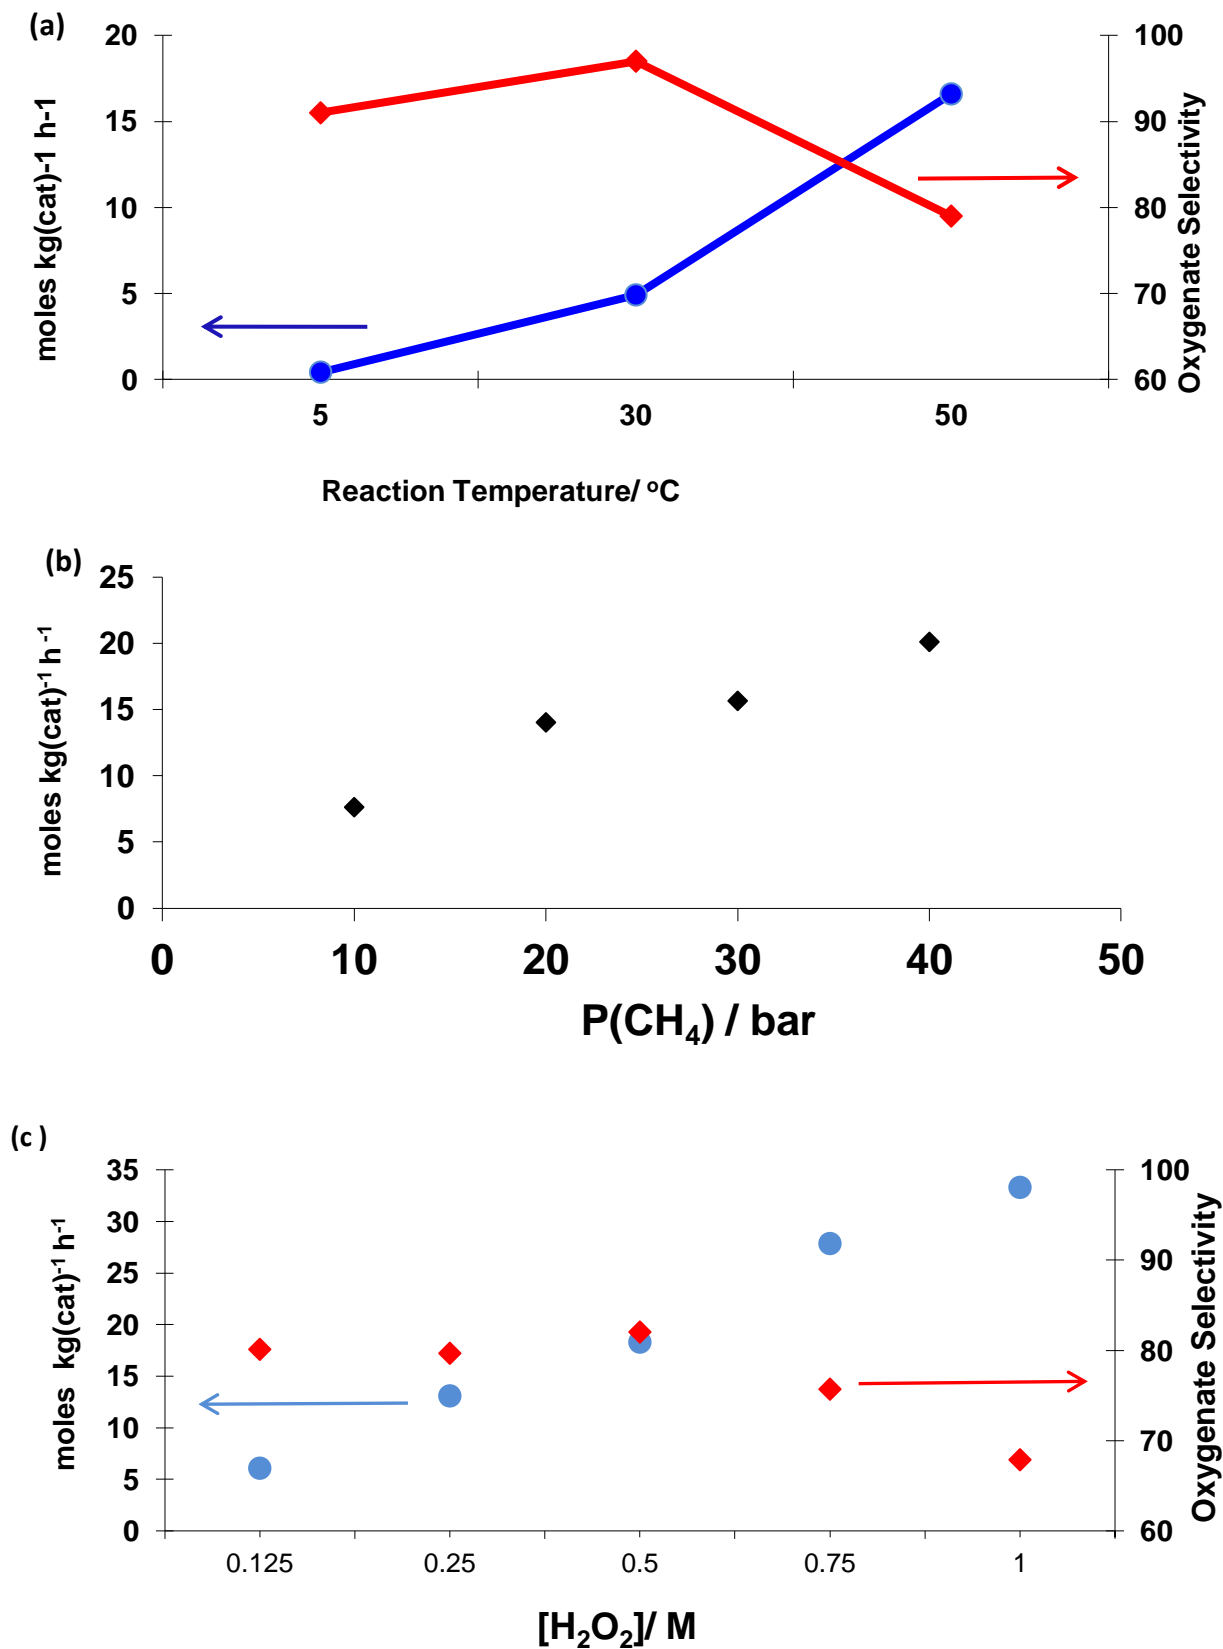 (a)
20
15
10
5
0
moles kg(cat)-1 h-1
100
90
80
70
60
Oxygenate Selectivity
5 30 50
Reaction Temperature/ ᵒC
(b)
25
20
15
10
5
0
moles kg(cat)⁻¹ h⁻¹
0 10 20 30 40 50
P(CH₄) / bar
(c )
35
30
25
20
15
10
5
0
moles kg(cat)⁻¹ h⁻¹
100
90
80
70
60
Oxygenate Selectivity
0.125 0.25 0.5 0.75 1
[H₂O₂]/ M